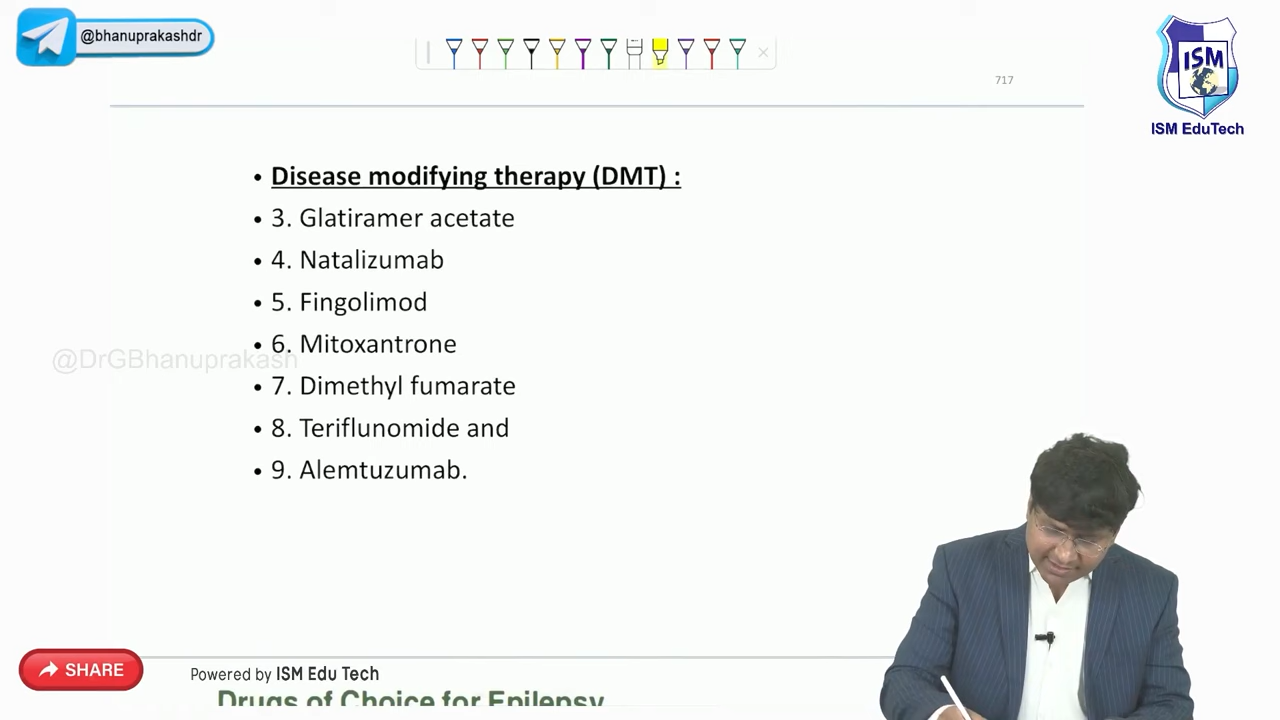 @bhanuprakashdr
717
ISM
ISM EduTech
• Disease modifying therapy (DMT) :
• 3. Glatiramer acetate
• 4. Natalizumab
• 5. Fingolimod
• 6. Mitoxantrone
@DrGBhanuprakash
• 7. Dimethyl fumarate
• 8. Teriflunomide and
• 9. Alemtuzumab.
SHARE
Powered by ISM Edu Tech
Drugs of Choice for Epilepsy